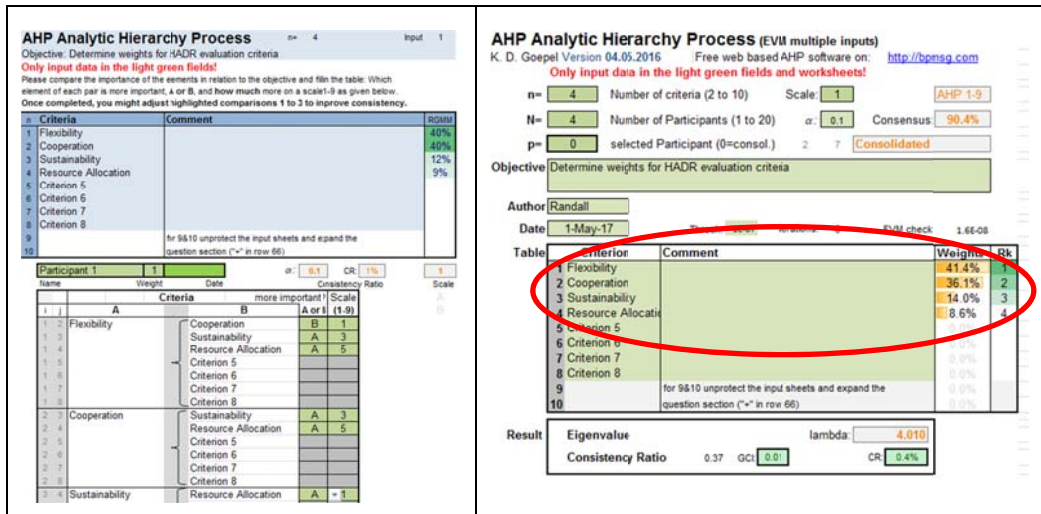 AHP Analytic Hierarchy Process n= 4 Input 1
Objective: Determine weights for HADR evaluation criteria
Only input data in the light green fields!
Please compare the importance of the eements in relation to the objective and fillin the table: Which
element of each pair is more important, A or B, and how much more on a scale1-9 as given below.
Once completed, you might adjust highlighted comparisons 1 to 3 to improve consistency.
n Criteria Comment RGMM
1 Flexibility 40%
2 Cooperation 40%
3 Sustainability 12%
4 Resource Allocation 9%
5 Criterion 5
6 Criterion 6
7 Criterion 7
8 Criterion 8
9 for 9&10 unprotect the input sheets and expand the
10 question section ("+" in row 66)
Participant 1 1 α: 0.1 CR: 1% 1
Name Weight Date Consistency Ratio Scale
Criteria more important? Scale A
i j A B A or B (1-9) B
1 2 Flexibility Cooperation B 1
1 3 Sustainability A 3
1 4 Resource Allocation A 5
1 5 Criterion 5
1 6 Criterion 6
1 7 Criterion 7
1 8 Criterion 8
2 3 Cooperation Sustainability A 3
2 4 Resource Allocation A 5
2 5 Criterion 5
2 6 Criterion 6
2 7 Criterion 7
2 8 Criterion 8
3 4 Sustainability Resource Allocation A 1
AHP Analytic Hierarchy Process (EVM multiple inputs)
K. D. Goepel Version 04.05.2016 Free web based AHP software on: http://bpmsg.com
Only input data in the light green fields and worksheets!
n= 4 Number of criteria (2 to 10) Scale: 1 AHP 1-9
N= 4 Number of Participants (1 to 20) α: 0.1 Consensus: 90.4%
p= 0 selected Participant (0=consol.) 2 7 Consolidated
Objective Determine weights for HADR evaluation criteria
Author Randall
Date 1-May-17 EVM check: 1.6E-08
Table Criterion Comment Weights Rk
1 Flexibility 41.4% 1
2 Cooperation 36.1% 2
3 Sustainability 14.0% 3
4 Resource Allocatic 8.6% 4
5 Criterion 5 0.0%
6 Criterion 6 0.0%
7 Criterion 7 0.0%
8 Criterion 8 0.0%
9 for 9&10 unprotect the input sheets and expand the 0.0%
10 question section ("+" in row 66) 0.0%
Result Eigenvalue lambda: 4.010
Consistency Ratio 0.37 GCI: 0.01 CR: 0.4%